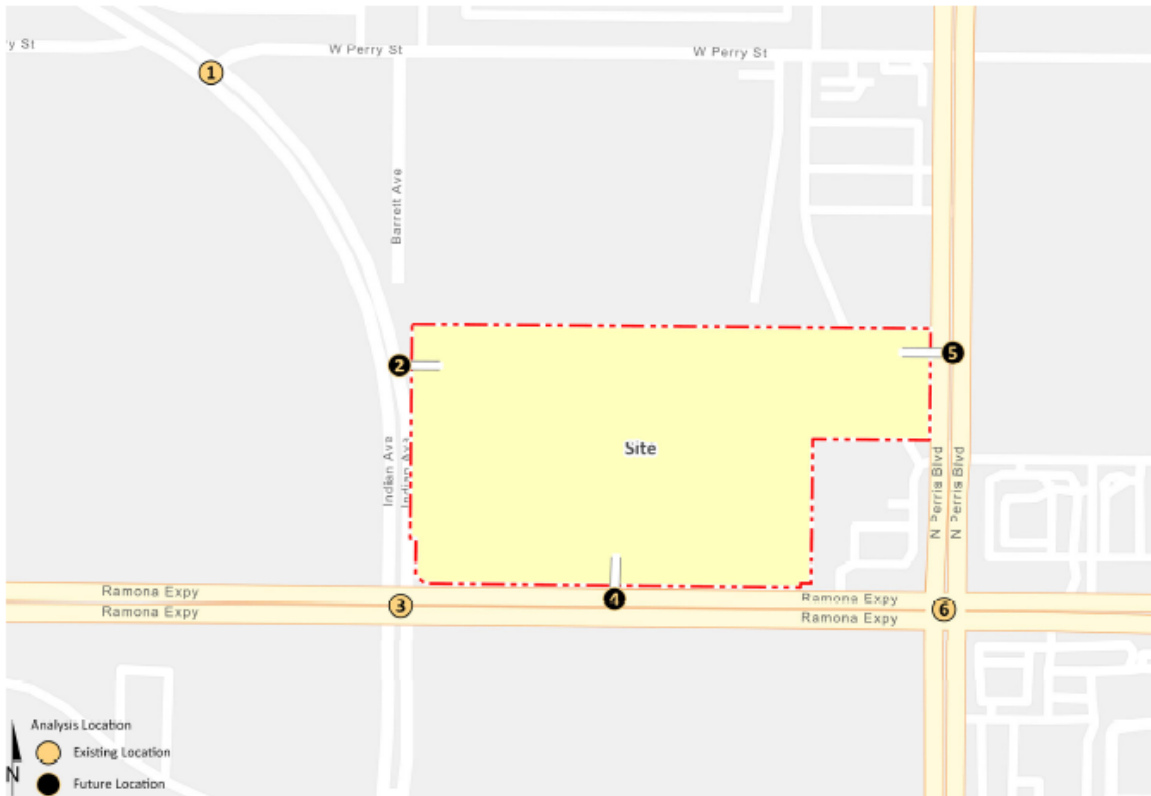 y St
W Perry St
W Perry St
1
Barrett Ave
2
5
Site
Indian Ave
Indian Ave
N Perris Blvd
N Perris Blvd
Ramona Expy
Ramona Expy
3
4
Ramona Expy
Ramona Expy
6
Analysis Location
Existing Location
Future Location
N